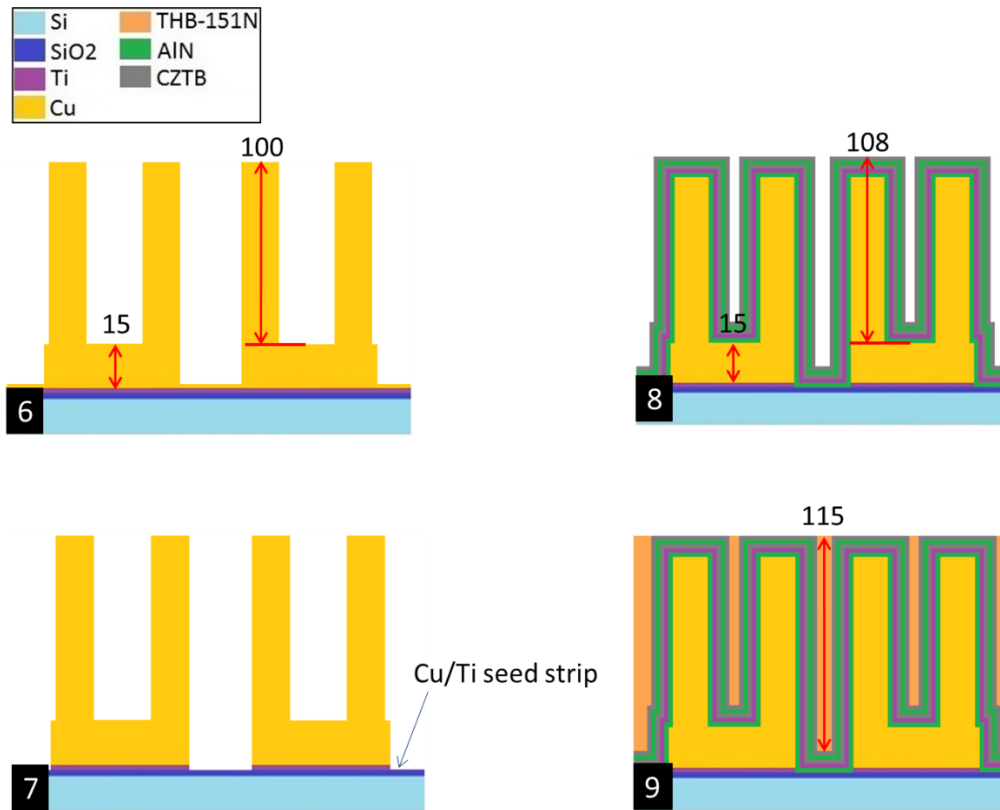 Si
SiO2
Ti
Cu
THB-151N
AlN
CZTB
100
15
6
108
15
8
Cu/Ti seed strip
7
115
9